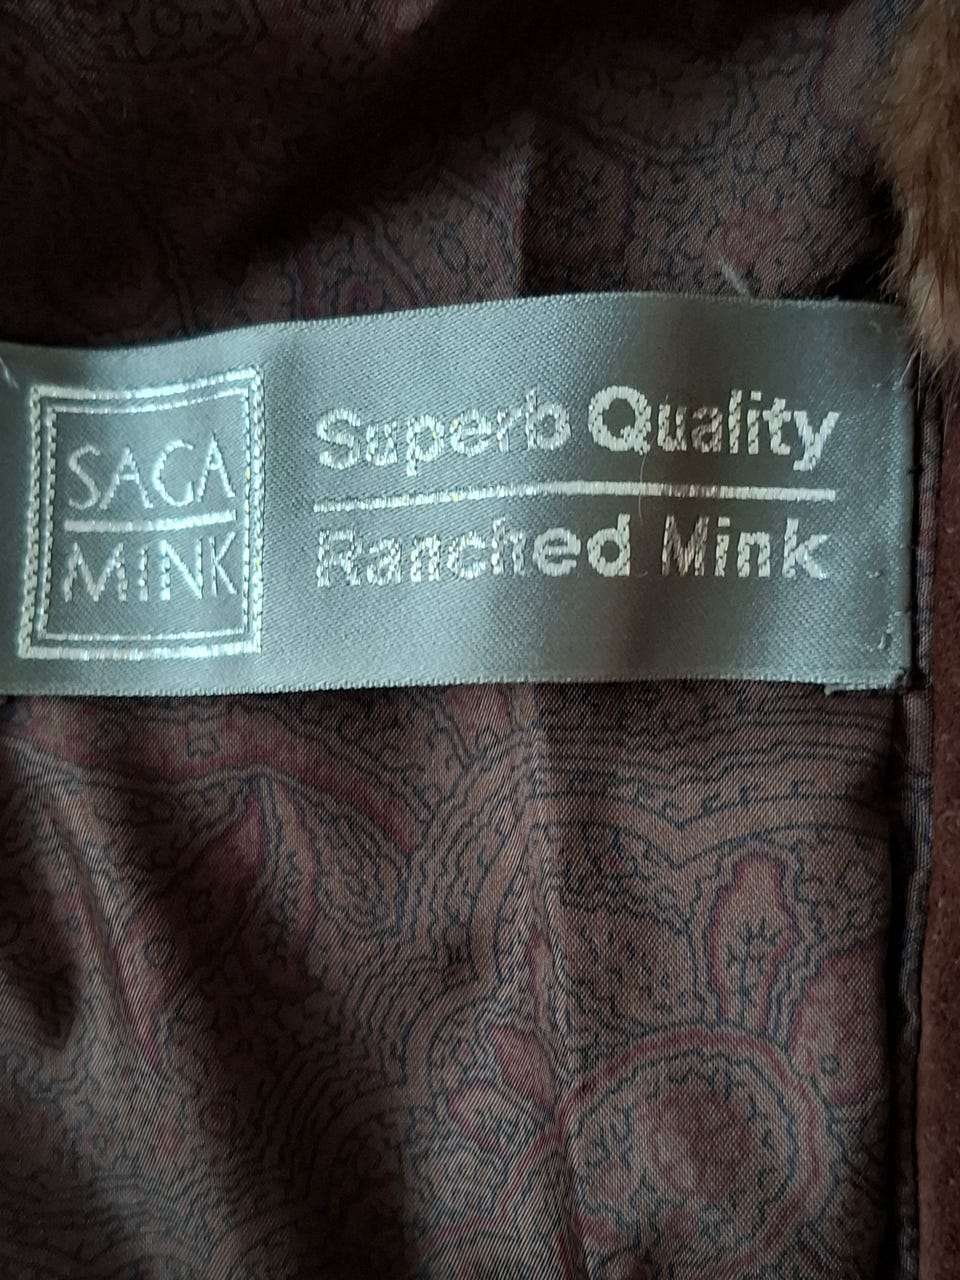 SAGA
MINK
Superb Quality
Ranched Mink